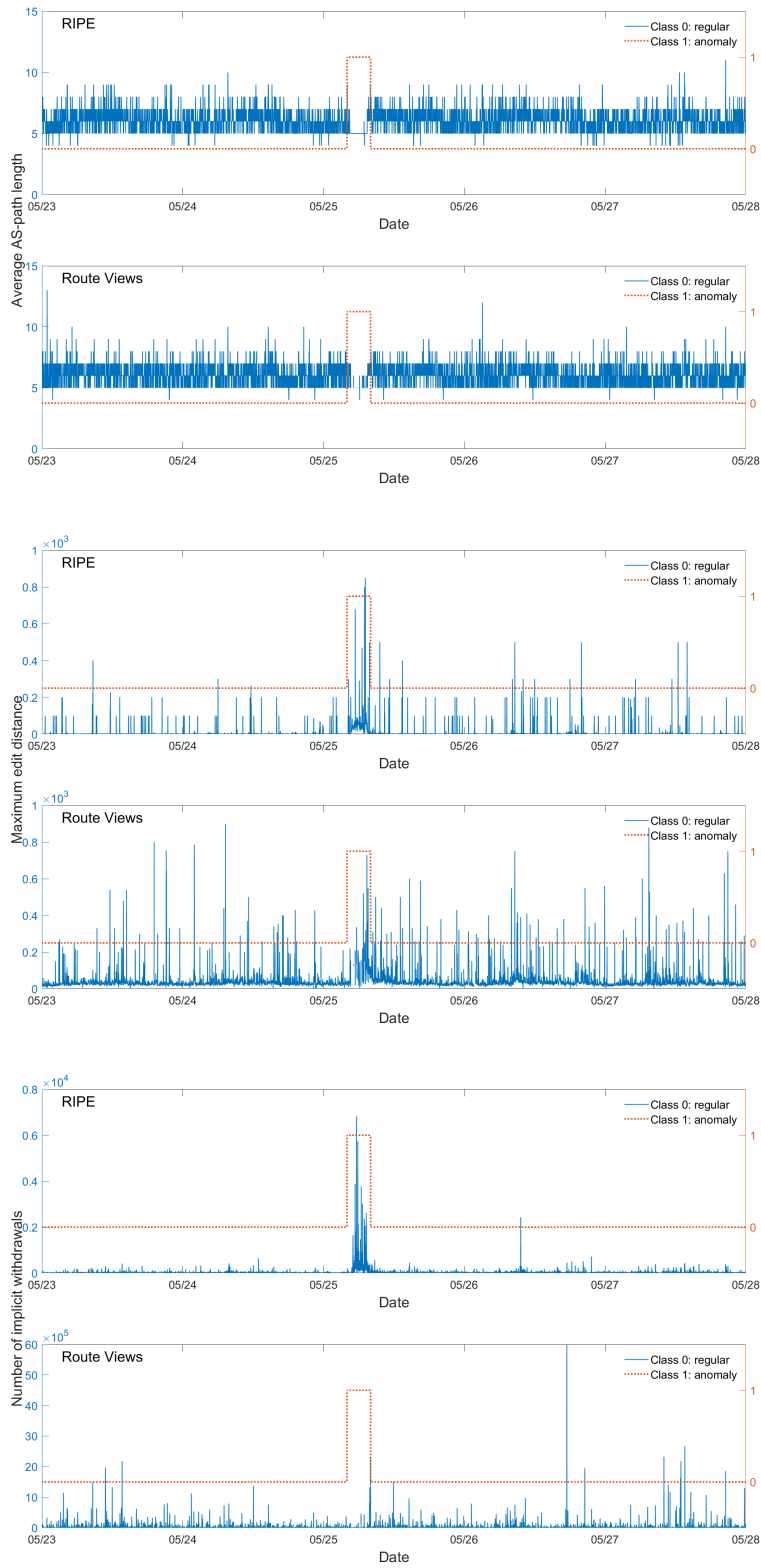 Average AS-path length
RIPE
Class 0: regular
Class 1: anomaly
15
10
5
0
1
0
05/23 05/24 05/25 05/26 05/27 05/28
Date
Route Views
Class 0: regular
Class 1: anomaly
15
10
5
0
1
0
05/23 05/24 05/25 05/26 05/27 05/28
Date
Maximum edit distance
×10³
RIPE
Class 0: regular
Class 1: anomaly
1
0.8
0.6
0.4
0.2
0
1
0
05/23 05/24 05/25 05/26 05/27 05/28
Date
×10³
Route Views
Class 0: regular
Class 1: anomaly
1
0.8
0.6
0.4
0.2
0
1
0
05/23 05/24 05/25 05/26 05/27 05/28
Date
Number of implicit withdrawals
×10⁴
RIPE
Class 0: regular
Class 1: anomaly
0.8
0.6
0.4
0.2
0
1
0
05/23 05/24 05/25 05/26 05/27 05/28
Date
×10⁵
Route Views
Class 0: regular
Class 1: anomaly
60
50
40
30
20
10
0
1
0
05/23 05/24 05/25 05/26 05/27 05/28
Date